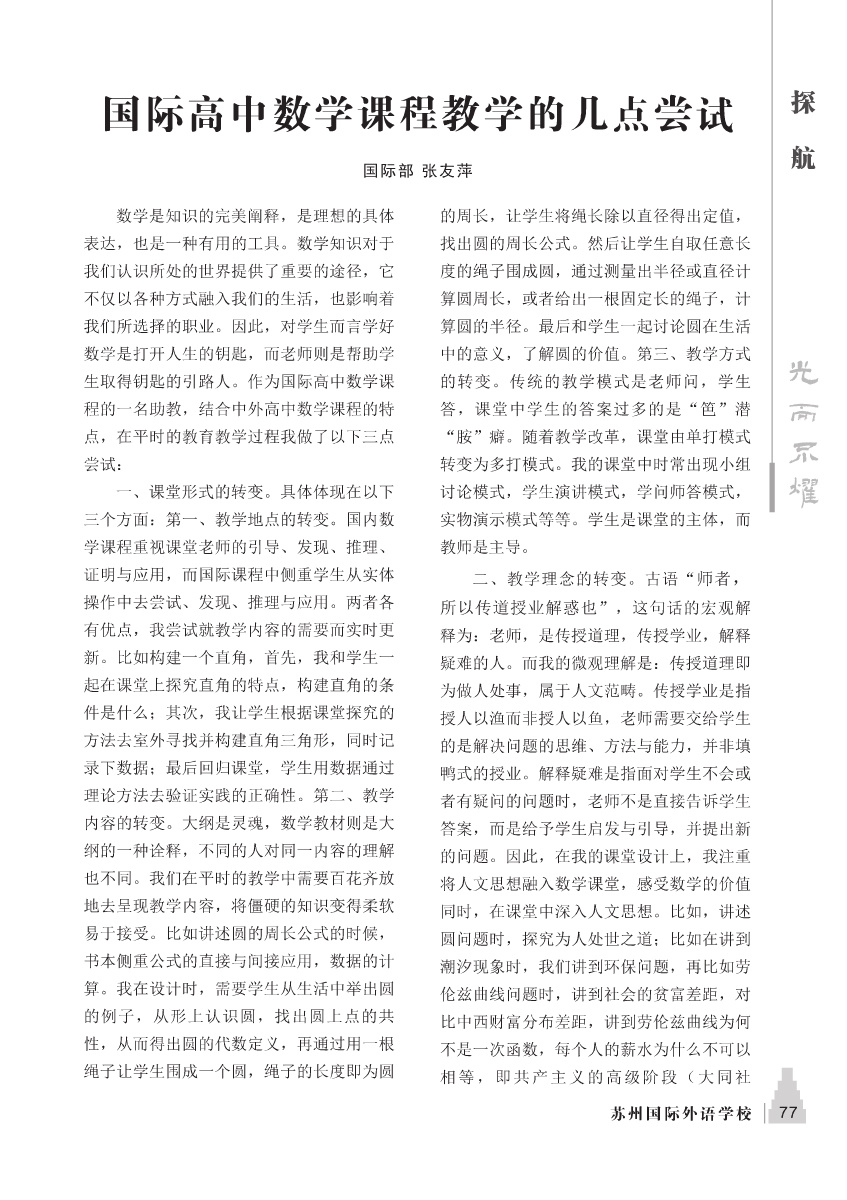 国际高中数学课程教学的几点尝试
国际部 张友萍
数学是知识的完美阐释，是理想的具体
表达，也是一种有用的工具。数学知识对于
我们认识所处的世界提供了重要的途径，它
不仅以各种方式融入我们的生活，也影响着
我们所选择的职业。因此，对学生而言学好
数学是打开人生的钥匙，而老师则是帮助学
生取得钥匙的引路人。作为国际高中数学课
程的一名助教，结合中外高中数学课程的特
点，在平时的教育教学过程我做了以下三点
尝试：
一、课堂形式的转变。具体体现在以下
三个方面：第一、教学地点的转变。国内数
学课程重视课堂老师的引导、发现、推理、
证明与应用，而国际课程中侧重学生从实体
操作中去尝试、发现、推理与应用。两者各
有优点，我尝试就教学内容的需要而实时更
新。比如构建一个直角，首先，我和学生一
起在课堂上探究直角的特点，构建直角的条
件是什么；其次，我让学生根据课堂探究的
方法去室外寻找并构建直角三角形，同时记
录下数据；最后回归课堂，学生用数据通过
理论方法去验证实践的正确性。第二、教学
内容的转变。大纲是灵魂，数学教材则是大
纲的一种诠释，不同的人对同一内容的理解
也不同。我们在平时的教学中需要百花齐放
地去呈现教学内容，将僵硬的知识变得柔软
易于接受。比如讲述圆的周长公式的时候，
书本侧重公式的直接与间接应用，数据的计
算。我在设计时，需要学生从生活中举出圆
的例子，从形上认识圆，找出圆上点的共
性，从而得出圆的代数定义，再通过用一根
绳子让学生围成一个圆，绳子的长度即为圆
的周长，让学生将绳长除以直径得出定值，
找出圆的周长公式。然后让学生自取任意长
度的绳子围成圆，通过测量出半径或直径计
算圆周长，或者给出一根固定长的绳子，计
算圆的半径。最后和学生一起讨论圆在生活
中的意义，了解圆的价值。第三、教学方式
的转变。传统的教学模式是老师问，学生
答，课堂中学生的答案过多的是“笆”潜
“胺”癖。随着教学改革，课堂由单打模式
转变为多打模式。我的课堂中时常出现小组
讨论模式，学生演讲模式，学问师答模式，
实物演示模式等等。学生是课堂的主体，而
教师是主导。
二、教学理念的转变。古语“师者，
所以传道授业解惑也”，这句话的宏观解
释为：老师，是传授道理，传授学业，解释
疑难的人。而我的微观理解是：传授道理即
为做人处事，属于人文范畴。传授学业是指
授人以渔而非授人以鱼，老师需要交给学生
的是解决问题的思维、方法与能力，并非填
鸭式的授业。解释疑难是指面对学生不会或
者有疑问的问题时，老师不是直接告诉学生
答案，而是给予学生启发与引导，并提出新
的问题。因此，在我的课堂设计上，我注重
将人文思想融入数学课堂，感受数学的价值
同时，在课堂中深入人文思想。比如，讲述
圆问题时，探究为人处世之道；比如在讲到
潮汐现象时，我们讲到环保问题，再比如劳
伦兹曲线问题时，讲到社会的贫富差距，对
比中西财富分布差距，讲到劳伦兹曲线为何
不是一次函数，每个人的薪水为什么不可以
相等，即共产主义的高级阶段（大同社
探航
光而不耀
苏州国际外语学校 77